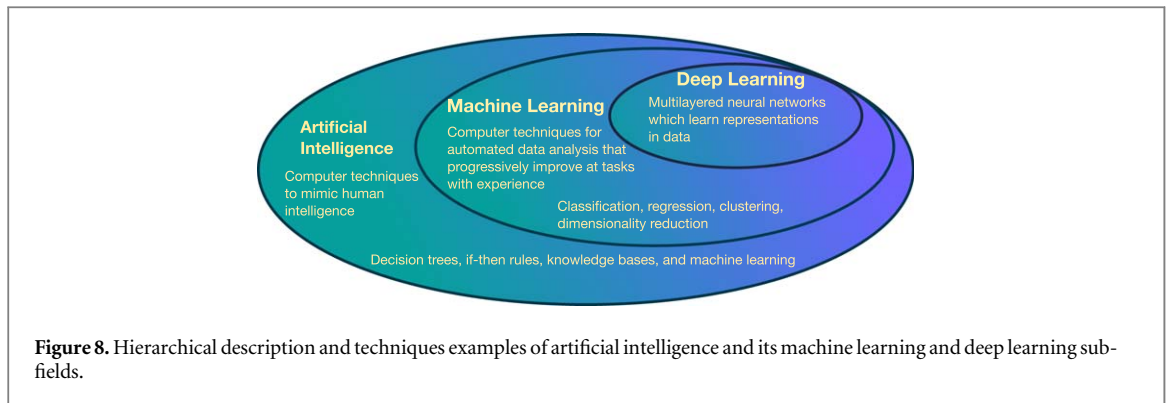 Deep Learning
Multilayered neural networks
which learn representations
in data
Machine Learning
Computer techniques for
automated data analysis that
progressively improve at tasks
with experience
Classification, regression, clustering,
dimensionality reduction
Artificial
Intelligence
Computer techniques
to mimic human
intelligence
Decision trees, if-then rules, knowledge bases, and machine learning
Figure 8. Hierarchical description and techniques examples of artificial intelligence and its machine learning and deep learning sub-
fields.